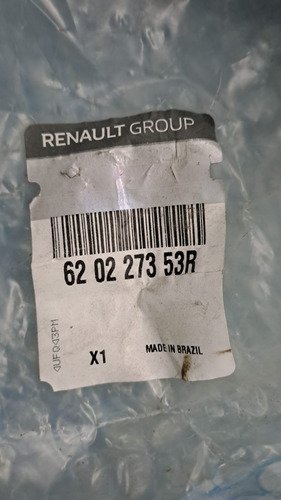 RENAULT GROUP
62 02 273 53R
X1
MADE IN BRAZIL